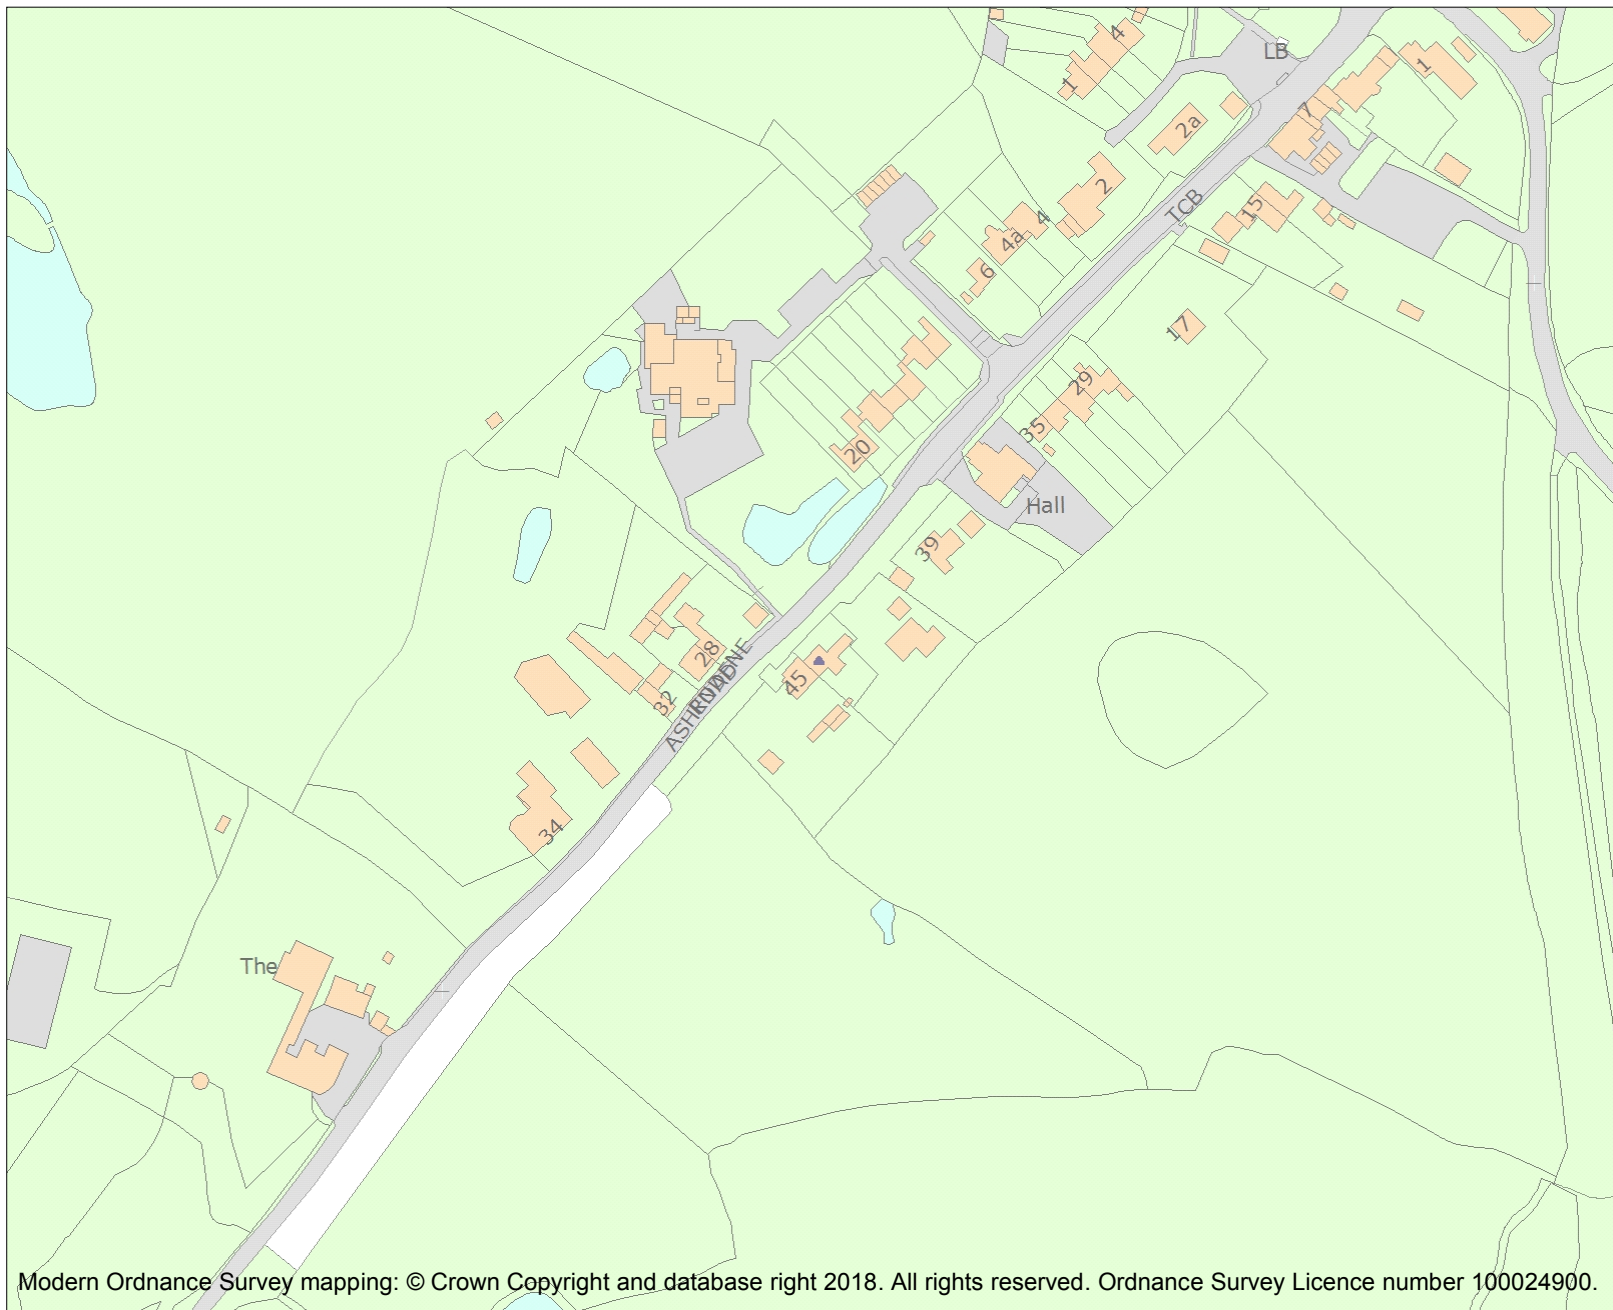 4
1
LB
1
7
2a
2
TCB
15
4
4a
6
17
29
35
20
Hall
39
28
ASHENDENE
ROAD
45
32
34
The
Modern Ordnance Survey mapping: © Crown Copyright and database right 2018. All rights reserved. Ordnance Survey Licence number 100024900.